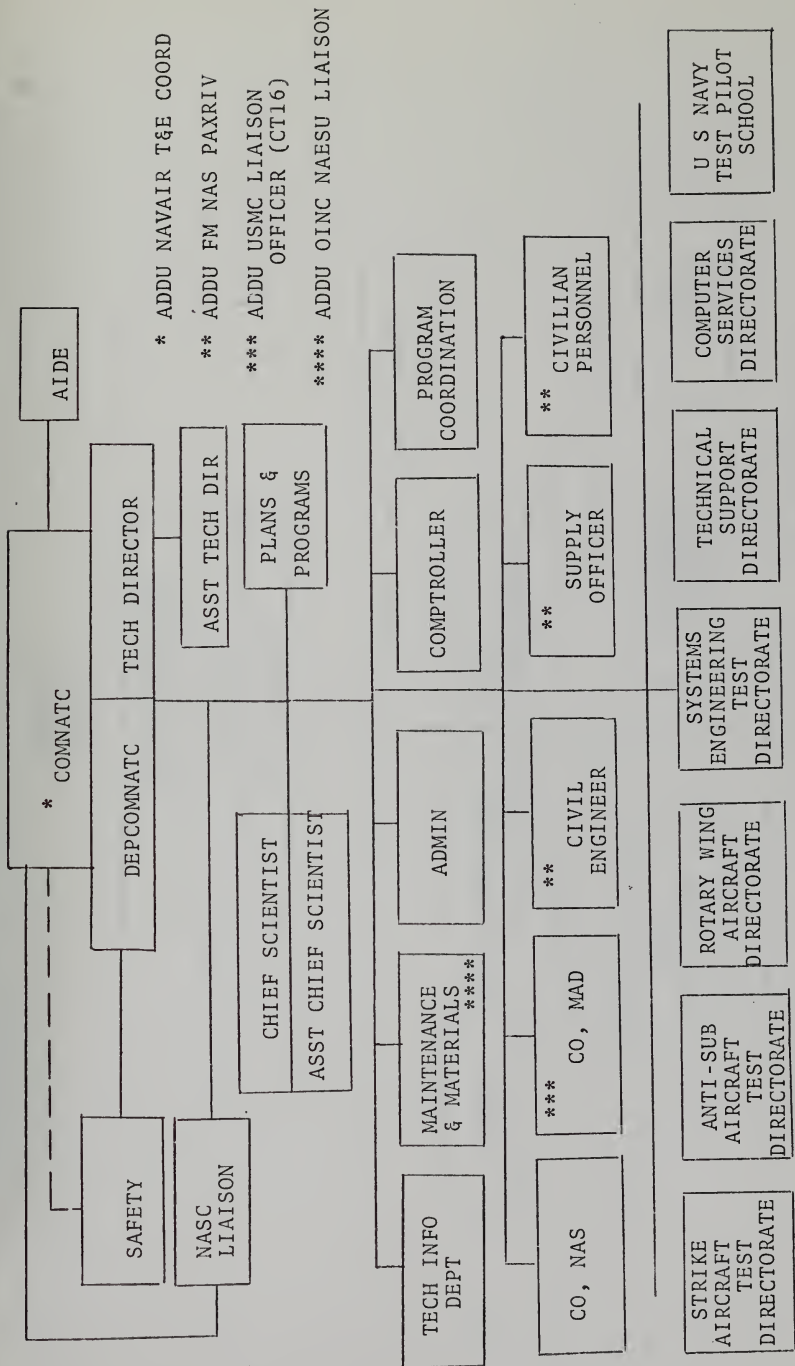 * COMNATC
AIDE
DEPCOMNATC
TECH DIRECTOR
* ADDU NAVAIR T&E COORD
** ADDU FM NAS PAXRIV
*** ADDU USMC LIAISON
OFFICER (CT16)
**** ADDU OINC NAESU LIAISON
SAFETY
ASST TECH DIR
NASC
LIAISON
PLANS &
PROGRAMS
CHIEF SCIENTIST
ASST CHIEF SCIENTIST
TECH INFO
DEPT
MAINTENANCE
& MATERIALS
****
ADMIN
COMPTROLLER
PROGRAM
COORDINATION
CO, NAS
***
CO, MAD
**
CIVIL
ENGINEER
**
SUPPLY
OFFICER
**
CIVILIAN
PERSONNEL
STRIKE
AIRCRAFT
TEST
DIRECTORATE
ANTI-SUB
AIRCRAFT
TEST
DIRECTORATE
ROTARY WING
AIRCRAFT
DIRECTORATE
SYSTEMS
ENGINEERING
TEST
DIRECTORATE
TECHNICAL
SUPPORT
DIRECTORATE
COMPUTER
SERVICES
DIRECTORATE
U S NAVY
TEST PILOT
SCHOOL